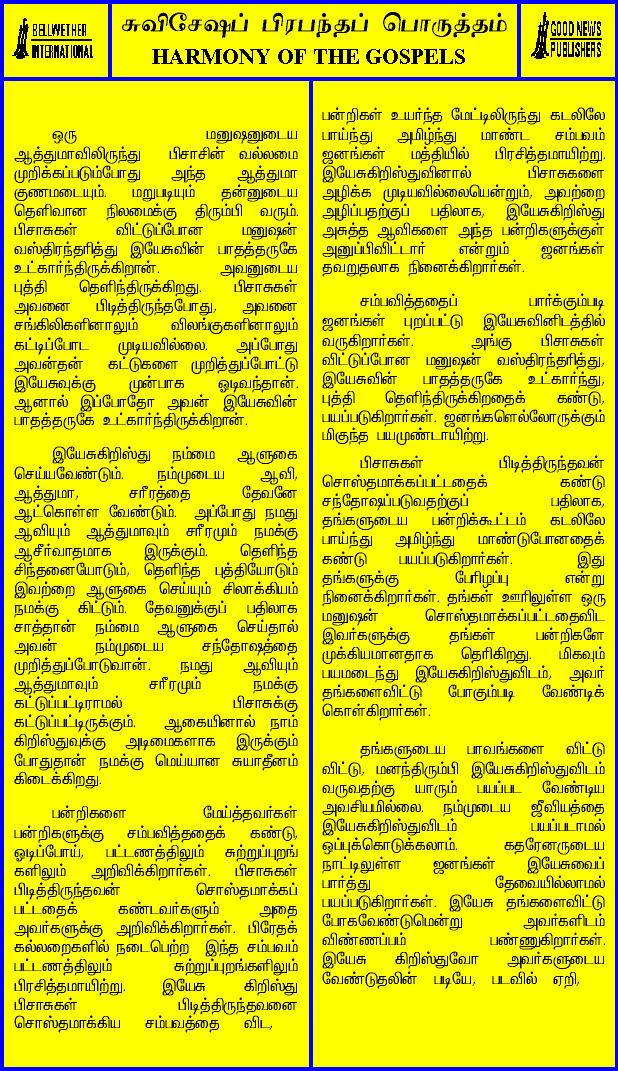 BELLWETHER
INTERNATIONAL
சுவிசேஷப் பிரபந்தப் பொருத்தம்
HARMONY OF THE GOSPELS
GOOD NEWS
PUBLISHERS
ஒரு மனுஷனுடைய
ஆத்துமாவிலிருந்து பிசாசின் வல்லமை
முறிக்கப்படும்போது அந்த ஆத்துமா
குணமடையும். மறுபடியும் தன்னுடைய
தெளிவான நிலமைக்கு திரும்பி வரும்.
பிசாசுகள் விட்டுப்போன மனுஷன்
வஸ்திரந்தரித்து இயேசுவின் பாதத்தருகே
உட்கார்ந்திருக்கிறான். அவனுடைய
புத்தி தெளிந்திருக்கிறது. பிசாசுகள்
அவனை பிடித்திருந்தபோது, அவனை
சங்கிலிகளினாலும் விலங்குகளினாலும்
கட்டிப்போட முடியவில்லை. அப்போது
அவன்தன் கட்டுகளை முறித்துப்போட்டு
இயேசுவுக்கு முன்பாக ஓடிவந்தான்.
ஆனால் இப்போதோ அவன் இயேசுவின்
பாதத்தருகே உட்கார்ந்திருக்கிறான்.
இயேசுகிறிஸ்து நம்மை ஆளுகை
செய்யவேண்டும். நம்முடைய ஆவி,
ஆத்துமா, சரீரத்தை தேவனே
ஆட்கொள்ள வேண்டும். அப்போது நமது
ஆவியும் ஆத்துமாவும் சரீரமும் நமக்கு
ஆசீர்வாதமாக இருக்கும். தெளிந்த
சிந்தனையோடும், தெளிந்த புத்தியோடும்
இவற்றை ஆளுகை செய்யும் சிலாக்கியம்
நமக்கு கிட்டும். தேவனுக்குப் பதிலாக
சாத்தான் நம்மை ஆளுகை செய்தால்
அவன் நம்முடைய சந்தோஷத்தை
முறித்துப்போடுவான். நமது ஆவியும்
ஆத்துமாவும் சரீரமும் நமக்கு
கட்டுப்பட்டிராமல் பிசாசுக்கு
கட்டுப்பட்டிருக்கும். ஆகையினால் நாம்
கிறிஸ்துவுக்கு அடிமைகளாக இருக்கும்
போதுதான் நமக்கு மெய்யான சுயாதீனம்
கிடைக்கிறது.
பன்றிகளை மேய்த்தவர்கள்
பன்றிகளுக்கு சம்பவித்ததைக் கண்டு,
ஓடிப்போய், பட்டணத்திலும் சுற்றுப்புறங்
களிலும் அறிவிக்கிறார்கள். பிசாசுகள்
பிடித்திருந்தவன் சொஸ்தமாக்கப்
பட்டதைக் கண்டவர்களும் அதை
அவர்களுக்கு அறிவிக்கிறார்கள். பிரேதக்
கல்லறைகளில் நடைபெற்ற இந்த சம்பவம்
பட்டணத்திலும் சுற்றுப்புறங்களிலும்
பிரசித்தமாயிற்று. இயேசு கிறிஸ்து
பிசாசுகள் பிடித்திருந்தவனை
சொஸ்தமாக்கிய சம்பவத்தை விட,
பன்றிகள் உயர்ந்த மேட்டிலிருந்து கடலிலே
பாய்ந்து அமிழ்ந்து மாண்ட சம்பவம்
ஜனங்கள் மத்தியில் பிரசித்தமாயிற்று.
இயேசுகிறிஸ்துவினால் பிசாசுகளை
அழிக்க முடியவில்லையென்றும், அவற்றை
அழிப்பதற்குப் பதிலாக, இயேசுகிறிஸ்து
அசுத்த ஆவிகளை அந்த பன்றிகளுக்குள்
அனுப்பிவிட்டார் என்றும் ஜனங்கள்
தவறுதலாக நினைக்கிறார்கள்.
சம்பவித்ததைப் பார்க்கும்படி
ஜனங்கள் புறப்பட்டு இயேசுவினிடத்தில்
வருகிறார்கள். அங்கு பிசாசுகள்
விட்டுப்போன மனுஷன் வஸ்திரந்தரித்து,
இயேசுவின் பாதத்தருகே உட்கார்ந்து,
புத்தி தெளிந்திருக்கிறதைக் கண்டு,
பயப்படுகிறார்கள். ஜனங்களெல்லோருக்கும்
மிகுந்த பயமுண்டாயிற்று.
பிசாசுகள் பிடித்திருந்தவன்
சொஸ்தமாக்கப்பட்டதைக் கண்டு
சந்தோஷப்படுவதற்குப் பதிலாக,
தங்களுடைய பன்றிக்கூட்டம் கடலிலே
பாய்ந்து அமிழ்ந்து மாண்டுபோனதைக்
கண்டு பயப்படுகிறார்கள். இது
தங்களுக்கு பேரிழப்பு என்று
நினைக்கிறார்கள். தங்கள் ஊரிலுள்ள ஒரு
மனுஷன் சொஸ்தமாக்கப்பட்டதைவிட
இவர்களுக்கு தங்கள் பன்றிகளே
முக்கியமானதாக தெரிகிறது. மிகவும்
பயமடைந்து இயேசுகிறிஸ்துவிடம், அவர்
தங்களைவிட்டு போகும்படி வேண்டிக்
கொள்கிறார்கள்.
தங்களுடைய பாவங்களை விட்டு
விட்டு, மனந்திரும்பி இயேசுகிறிஸ்துவிடம்
வருவதற்கு யாரும் பயப்பட வேண்டிய
அவசியமில்லை. நம்முடைய ஜீவியத்தை
இயேசுகிறிஸ்துவிடம் பயப்படாமல்
ஒப்புக்கொடுக்கலாம். கதரேனருடைய
நாட்டிலுள்ள ஜனங்கள் இயேசுவைப்
பார்த்து தேவையில்லாமல்
பயப்படுகிறார்கள். இயேசு தங்களைவிட்டு
போகவேண்டுமென்று அவர்களிடம்
விண்ணப்பம் பண்ணுகிறார்கள்.
இயேசு கிறிஸ்துவோ அவர்களுடைய
வேண்டுதலின் படியே, படவில் ஏறி,